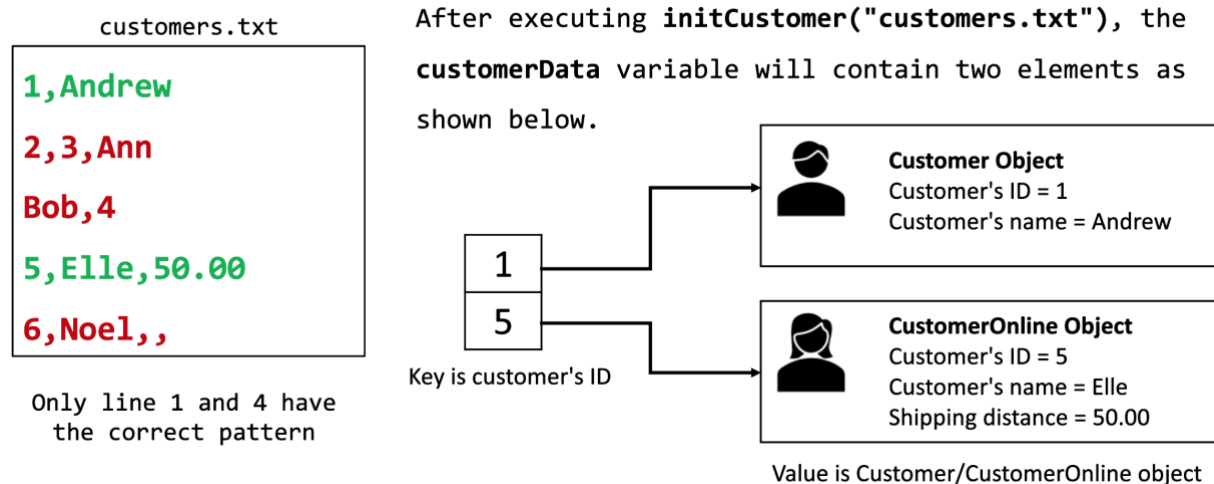 customers.txt
1,Andrew
2,3,Ann
Bob,4
5,Elle,50.00
6,Noel,,
Only line 1 and 4 have
the correct pattern
After executing initCustomer("customers.txt"), the
customerData variable will contain two elements as
shown below.
1
5
Key is customer's ID
Customer Object
Customer's ID = 1
Customer's name = Andrew
CustomerOnline Object
Customer's ID = 5
Customer's name = Elle
Shipping distance = 50.00
Value is Customer/CustomerOnline object